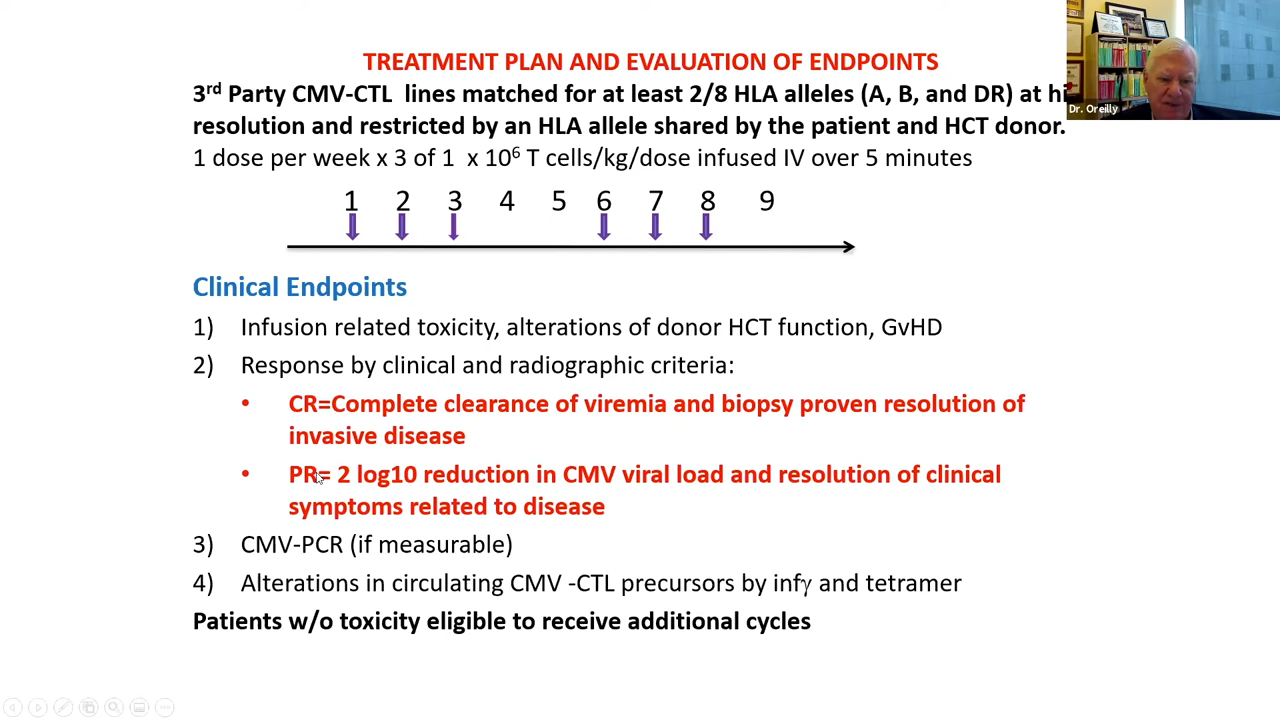 TREATMENT PLAN AND EVALUATION OF ENDPOINTS
3rd Party CMV-CTL lines matched for at least 2/8 HLA alleles (A, B, and DR) at hi
resolution and restricted by an HLA allele shared by the patient and HCT donor.
1 dose per week x 3 of 1 x 10⁶ T cells/kg/dose infused IV over 5 minutes
1 2 3 4 5 6 7 8 9
Clinical Endpoints
1) Infusion related toxicity, alterations of donor HCT function, GvHD
2) Response by clinical and radiographic criteria:
• CR=Complete clearance of viremia and biopsy proven resolution of
invasive disease
• PR= 2 log10 reduction in CMV viral load and resolution of clinical
symptoms related to disease
3) CMV-PCR (if measurable)
4) Alterations in circulating CMV -CTL precursors by infγ and tetramer
Patients w/o toxicity eligible to receive additional cycles
Dr. Oreilly